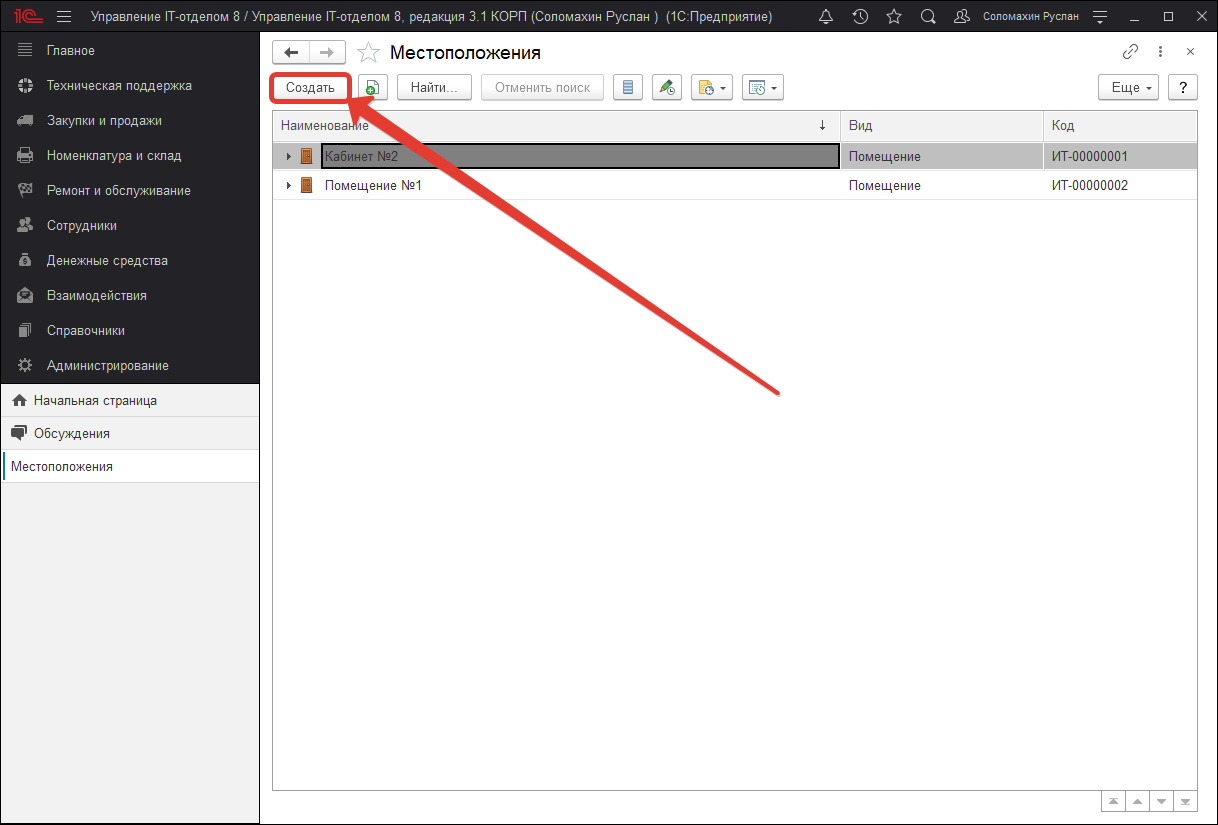 1С Управление IT-отделом 8 / Управление IT-отделом 8, редакция 3.1 КОРП (Соломахин Руслан ) (1С:Предприятие) Соломахин Руслан
Главное
Техническая поддержка
Закупки и продажи
Номенклатура и склад
Ремонт и обслуживание
Сотрудники
Денежные средства
Взаимодействия
Справочники
Администрирование
Начальная страница
Обсуждения
Местоположения
Местоположения
Создать Найти... Отменить поиск Еще ?
Наименование Вид Код
Кабинет №2 Помещение ИТ-00000001
Помещение №1 Помещение ИТ-00000002